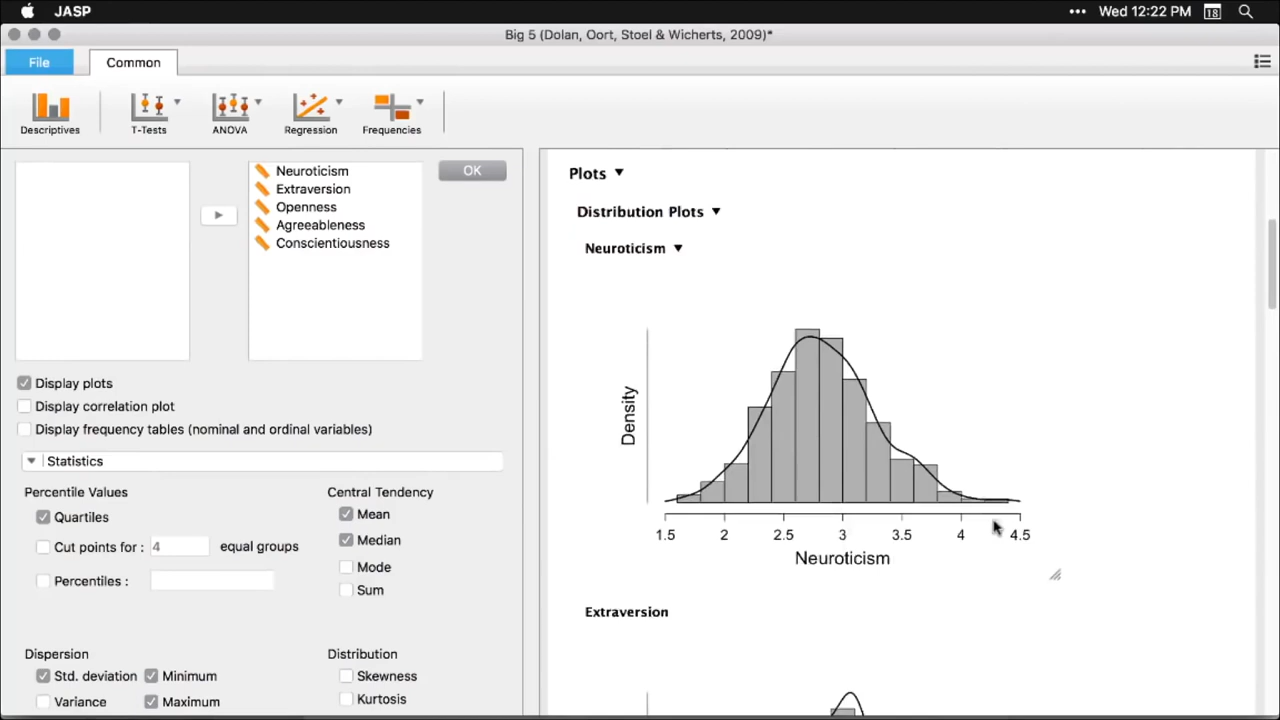 JASP
••• Wed 12:22 PM 18
Big 5 (Dolan, Oort, Stoel & Wicherts, 2009)*
File Common
Descriptives T-Tests ANOVA Regression Frequencies
Neuroticism
Extraversion
Openness
Agreeableness
Conscientiousness
OK
Display plots
Display correlation plot
Display frequency tables (nominal and ordinal variables)
Statistics
Percentile Values
Quartiles
Cut points for : 4 equal groups
Percentiles :
Central Tendency
Mean
Median
Mode
Sum
Dispersion
Std. deviation Minimum
Variance Maximum
Distribution
Skewness
Kurtosis
Plots
Distribution Plots
Neuroticism
Density
1.5 2 2.5 3 3.5 4 4.5
Neuroticism
Extraversion